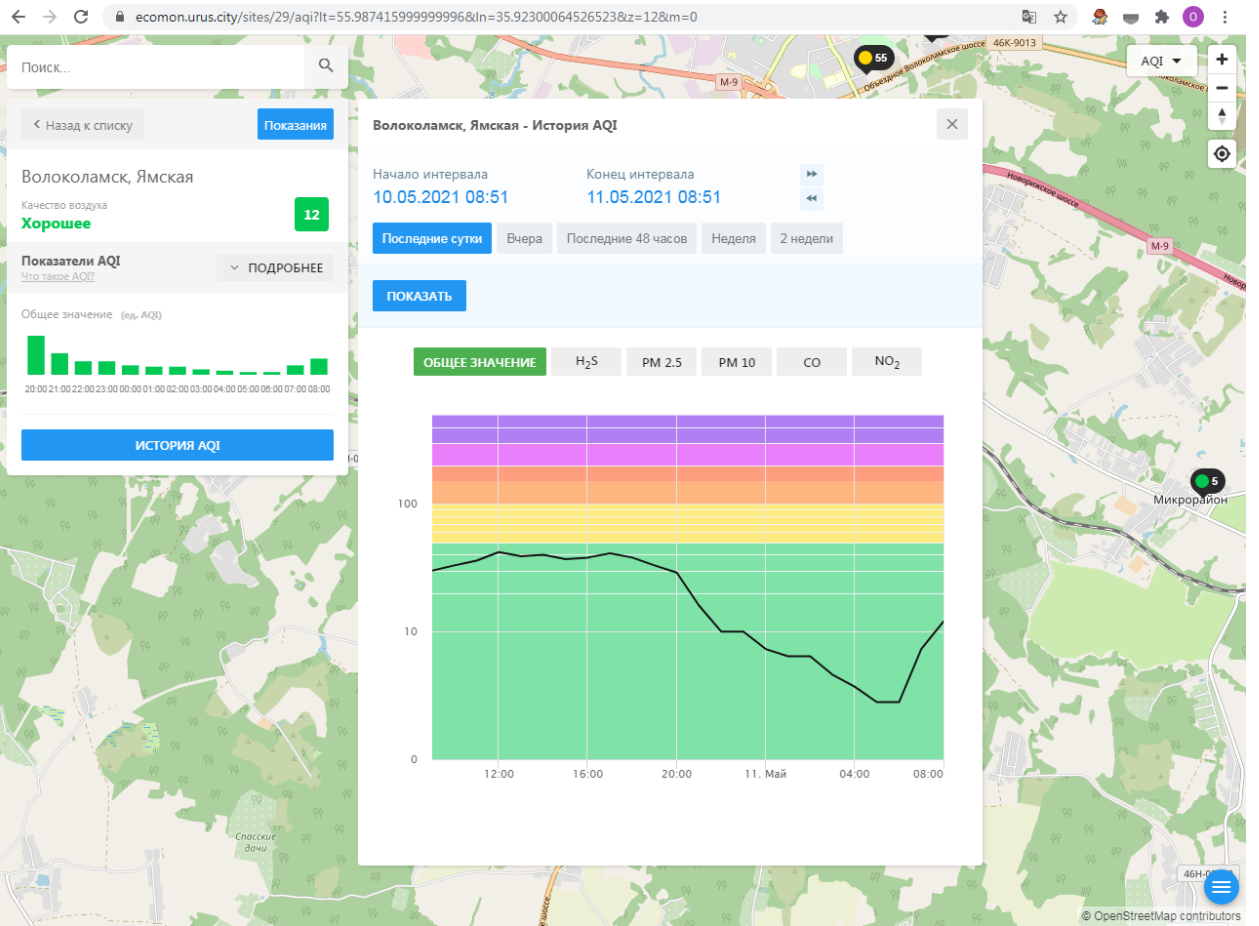 ecomon.urus.city/sites/29/aqi?lt=55.987415999999996&ln=35.92300064526523&z=12&m=0
О
46К-9013
Объездное Волоколамское шоссе
55
М-9
AQI
Поиск...
Назад к списку
Показания
Волоколамск, Ямская
Качество воздуха
Хорошее
12
Показатели AQI
Что такое AQI?
ПОДРОБНЕЕ
Общее значение (ед. AQI)
20:00 21:00 22:00 23:00 00:00 01:00 02:00 03:00 04:00 05:00 06:00 07:00 08:00
ИСТОРИЯ AQI
Волоколамск, Ямская - История AQI
Начало интервала
Конец интервала
10.05.2021 08:51
11.05.2021 08:51
Последние сутки
Вчера
Последние 48 часов
Неделя
2 недели
ПОКАЗАТЬ
ОБЩЕЕ ЗНАЧЕНИЕ
H₂S
PM 2.5
PM 10
CO
NO₂
100
10
0
12:00
16:00
20:00
11. Май
04:00
08:00
Новорижское шоссе
М-9
5
Микрорайон
Спасские
дачи
шоссе
© OpenStreetMap contributors